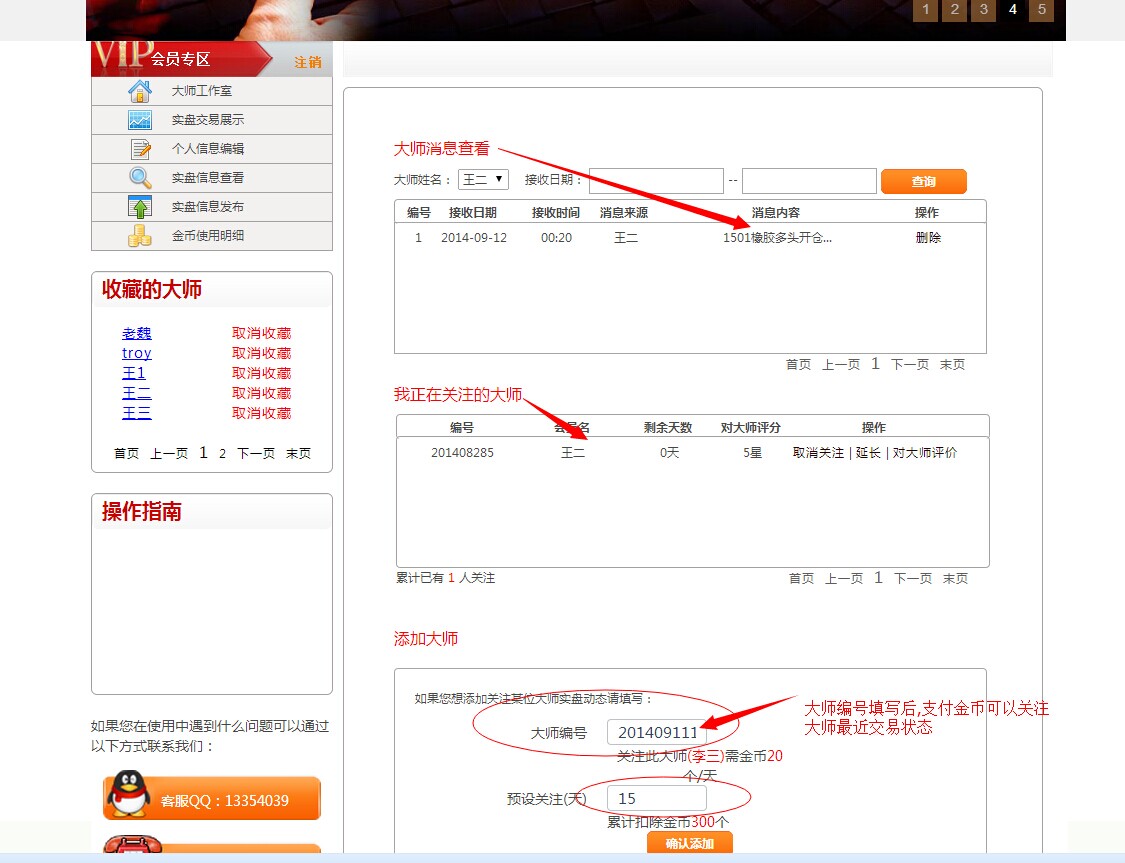 1 2 3 4 5
VIP会员专区 注销
大师工作室
实盘交易展示
个人信息编辑
实盘信息查看
实盘信息发布
金币使用明细
收藏的大师
老魏 取消收藏
troy 取消收藏
王1 取消收藏
王二 取消收藏
王三 取消收藏
首页 上一页 1 2 下一页 末页
操作指南
如果您在使用中遇到什么问题可以通过
以下方式联系我们：
客服QQ：13354039
大师消息查看
大师姓名： 王二 ▼ 接收日期： -- 查询
编号 接收日期 接收时间 消息来源 消息内容 操作
1 2014-09-12 00:20 王二 1501橡胶多头开仓... 删除
首页 上一页 1 下一页 末页
我正在关注的大师
编号 会员名 剩余天数 对大师评分 操作
201408285 王二 0天 5星 取消关注 | 延长 | 对大师评价
累计已有 1 人关注 首页 上一页 1 下一页 末页
添加大师
如果您想添加关注某位大师实盘动态请填写：
大师编号 201409111
关注此大师(李三)需金币20
个/天
预设关注(天) 15
累计扣除金币300个
确认添加
大师编号填写后,支付金币可以关注
大师最近交易状态